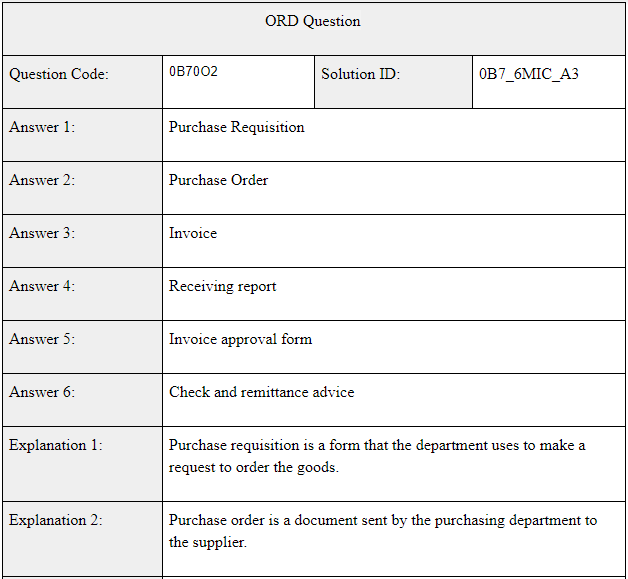 ORD Question
Question Code: 0B70O2 Solution ID: 0B7_6MIC_A3
Answer 1: Purchase Requisition
Answer 2: Purchase Order
Answer 3: Invoice
Answer 4: Receiving report
Answer 5: Invoice approval form
Answer 6: Check and remittance advice
Explanation 1: Purchase requisition is a form that the department uses to make a
request to order the goods.
Explanation 2: Purchase order is a document sent by the purchasing department to
the supplier.